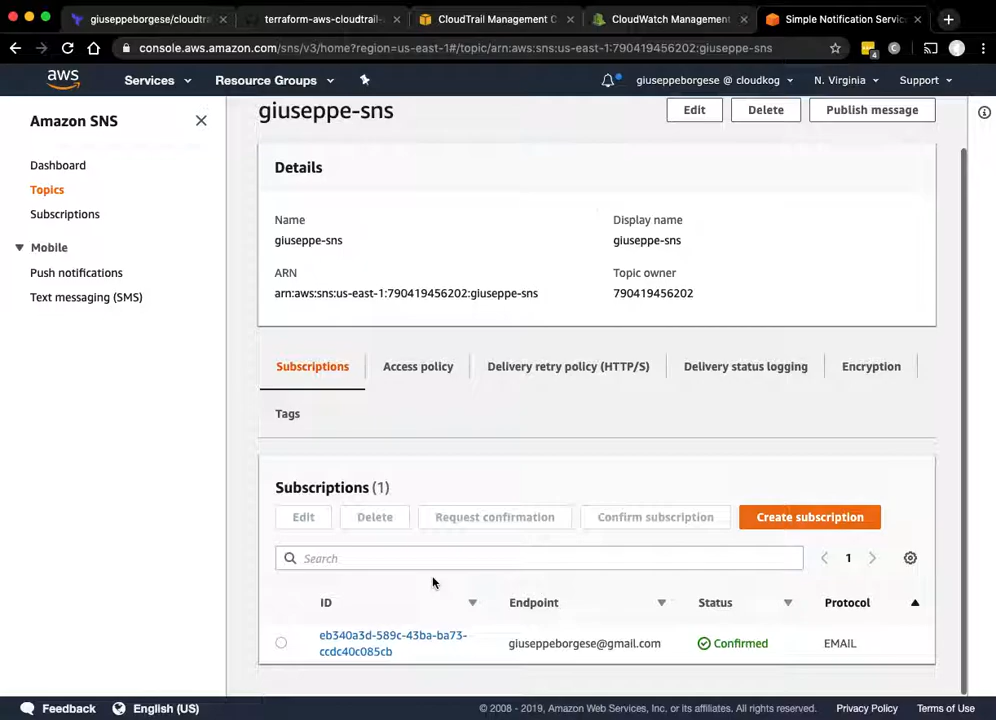 giuseppeborgese/cloudtra
terraform-aws-cloudtrail-
CloudTrail Management C
CloudWatch Management
Simple Notification Servic
console.aws.amazon.com/sns/v3/home?region=us-east-1#/topic/arn:aws:sns:us-east-1:790419456202:giuseppe-sns
4
aws
Services
Resource Groups
giuseppeborgese @ cloudkog
N. Virginia
Support
Amazon SNS
Dashboard
Topics
Subscriptions
Mobile
Push notifications
Text messaging (SMS)
giuseppe-sns
Edit
Delete
Publish message
Details
Name
giuseppe-sns
Display name
giuseppe-sns
ARN
arn:aws:sns:us-east-1:790419456202:giuseppe-sns
Topic owner
790419456202
Subscriptions
Access policy
Delivery retry policy (HTTP/S)
Delivery status logging
Encryption
Tags
Subscriptions (1)
Edit
Delete
Request confirmation
Confirm subscription
Create subscription
Search
1
ID
Endpoint
Status
Protocol
eb340a3d-589c-43ba-ba73-
ccdc40c085cb
giuseppeborgese@gmail.com
Confirmed
EMAIL
Feedback
English (US)
© 2008 - 2019, Amazon Web Services, Inc. or its affiliates. All rights reserved.
Privacy Policy
Terms of Use